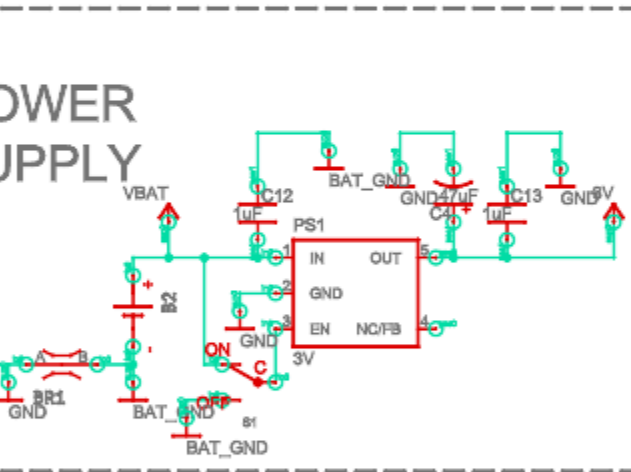 OWER
UPPLY
VBAT
BAT_GND
C12
1uF
GND
47uF
C4
C13
1uF
GND
3V
PS1
1
IN
OUT
5
2
GND
B2
+
-
GND
3
EN
NC/FB
4
3V
ON
C
A
B
BR1
GND
BAT_GND
OFF
S1
BAT_GND